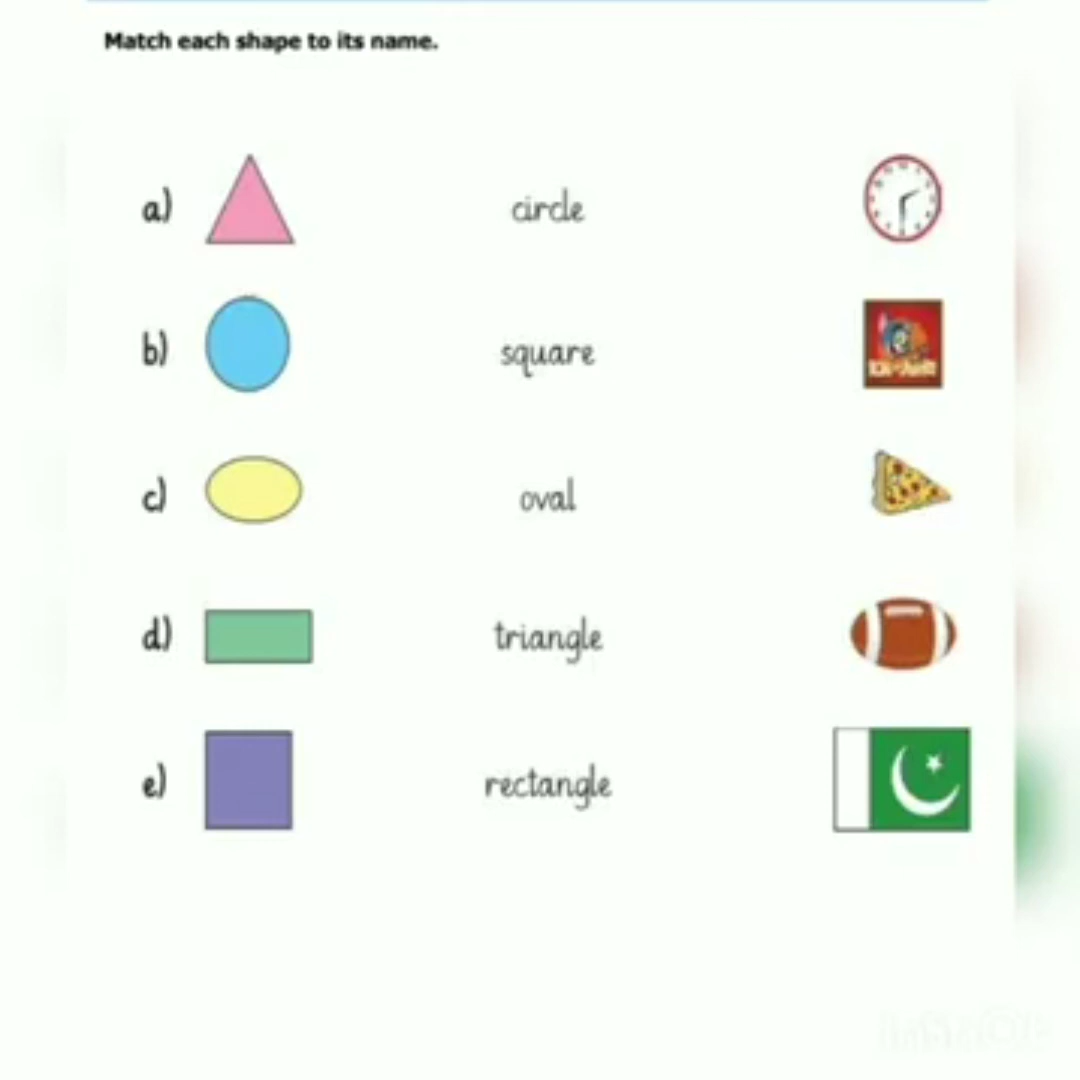 Match each shape to its name.
a) circle
b) square
c) oval
d) triangle
e) rectangle